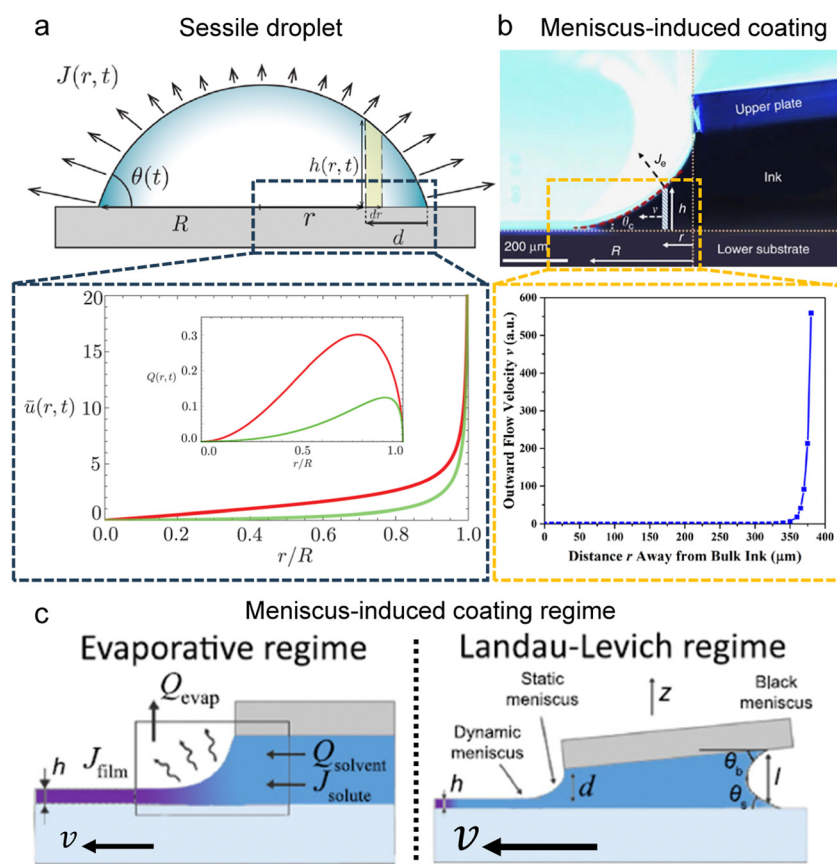 a Sessile droplet
J(r, t)
θ(t)
h(r, t)
R
r
dr
d
20
15
10
5
0
ū(r, t)
0.0
0.2
0.4
0.6
0.8
1.0
r/R
0.3
0.2
0.1
0.0
Q(r, t)
0.0
0.5
1.0
r/R
b Meniscus-induced coating
Upper plate
Ink
Jₑ
h
v
θc
r
R
200 μm
Lower substrate
600
500
400
300
200
100
0
Outward Flow Velocity v (a.u.)
0 50 100 150 200 250 300 350 400
Distance r Away from Bulk Ink (μm)
c Meniscus-induced coating regime
Evaporative regime
Qevap
Jfilm
h
Qsolvent
Jsolute
v
Landau-Levich regime
Static
meniscus
Dynamic
meniscus
z
Black
meniscus
h
d
θb
l
θs
v